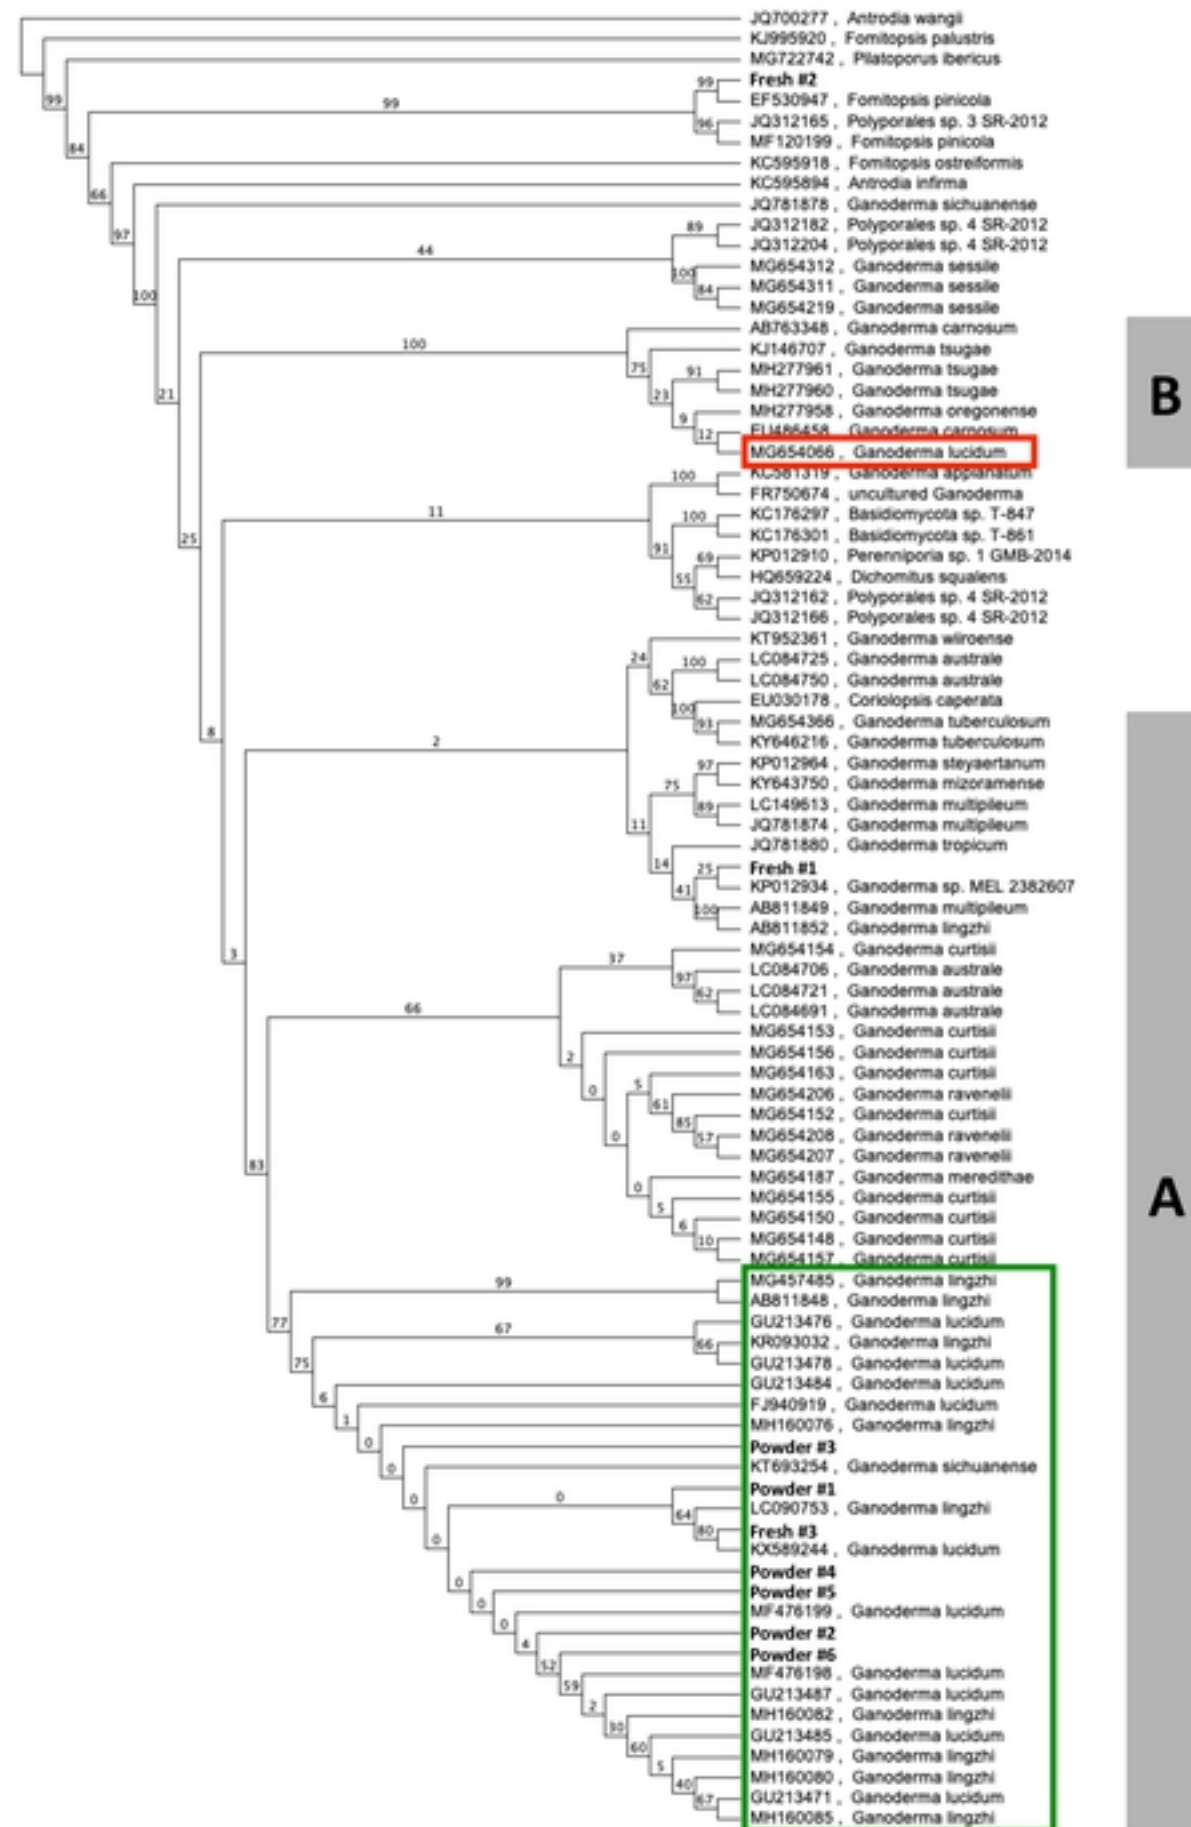 JQ700277 , Antrodia wangii
KJ995920 , Fomitopsis palustris
MG722742 , Pilatoporus ibericus
99 Fresh #2
99 99 EF530947 , Fomitopsis pinicola
96 JQ312165 , Polyporales sp. 3 SR-2012
84 MF120199 , Fomitopsis pinicola
KC595918 , Fomitopsis ostreiformis
66 KC595894 , Antrodia infirma
JQ781878 , Ganoderma sichuanense
97 89 JQ312182 , Polyporales sp. 4 SR-2012
44 JQ312204 , Polyporales sp. 4 SR-2012
100 MG654312 , Ganoderma sessile
100 84 MG654311 , Ganoderma sessile
MG654219 , Ganoderma sessile
AB763348 , Ganoderma carnosum
100 KJ146707 , Ganoderma tsugae
75 91 MH277961 , Ganoderma tsugae
21 23 MH277960 , Ganoderma tsugae
B
9 MH277958 , Ganoderma oregonense
12 EU486458 , Ganoderma carnosum
MG654066 , Ganoderma lucidum
100 KC581319 , Ganoderma applanatum
FR750674 , uncultured Ganoderma
11 100 KC176297 , Basidiomycota sp. T-847
25 KC176301 , Basidiomycota sp. T-861
91 69 KP012910 , Perenniporia sp. 1 GMB-2014
55 HQ659224 , Dichomitus squalens
62 JQ312162 , Polyporales sp. 4 SR-2012
JQ312166 , Polyporales sp. 4 SR-2012
KT952361 , Ganoderma wiiroense
24 100 LC084725 , Ganoderma australe
62 LC084750 , Ganoderma australe
100 EU030178 , Coriolopsis caperata
8 93 MG654366 , Ganoderma tuberculosum
2 KY646216 , Ganoderma tuberculosum
97 KP012964 , Ganoderma steyaertanum
75 KY643750 , Ganoderma mizoramense
89 LC149613 , Ganoderma multipileum
11 JQ781874 , Ganoderma multipileum
JQ781880 , Ganoderma tropicum
14 25 Fresh #1
41 KP012934 , Ganoderma sp. MEL 2382607
100 AB811849 , Ganoderma multipileum
AB811852 , Ganoderma lingzhi
3 37 MG654154 , Ganoderma curtisii
97 LC084706 , Ganoderma australe
62 LC084721 , Ganoderma australe
66 LC084691 , Ganoderma australe
MG654153 , Ganoderma curtisii
2 MG654156 , Ganoderma curtisii
0 5 MG654163 , Ganoderma curtisii
61 MG654206 , Ganoderma ravenelii
85 MG654152 , Ganoderma curtisii
0 57 MG654208 , Ganoderma ravenelii
83 MG654207 , Ganoderma ravenelii
0 MG654187 , Ganoderma meredithae
A
5 MG654155 , Ganoderma curtisii
6 MG654150 , Ganoderma curtisii
10 MG654148 , Ganoderma curtisii
MG654157 , Ganoderma curtisii
99 MG457485 , Ganoderma lingzhi
AB811848 , Ganoderma lingzhi
77 67 GU213476 , Ganoderma lucidum
66 KR093032 , Ganoderma lingzhi
75 GU213478 , Ganoderma lucidum
6 GU213484 , Ganoderma lucidum
1 FJ940919 , Ganoderma lucidum
0 MH160076 , Ganoderma lingzhi
0 Powder #3
KT693254 , Ganoderma sichuanense
0 0 Powder #1
64 LC090753 , Ganoderma lingzhi
0 80 Fresh #3
KX589244 , Ganoderma lucidum
0 Powder #4
0 Powder #5
0 MF476199 , Ganoderma lucidum
4 Powder #2
52 Powder #6
59 MF476198 , Ganoderma lucidum
2 GU213487 , Ganoderma lucidum
30 MH160082 , Ganoderma lingzhi
60 GU213485 , Ganoderma lucidum
5 MH160079 , Ganoderma lingzhi
40 MH160080 , Ganoderma lingzhi
67 GU213471 , Ganoderma lucidum
MH160085 , Ganoderma lingzhi